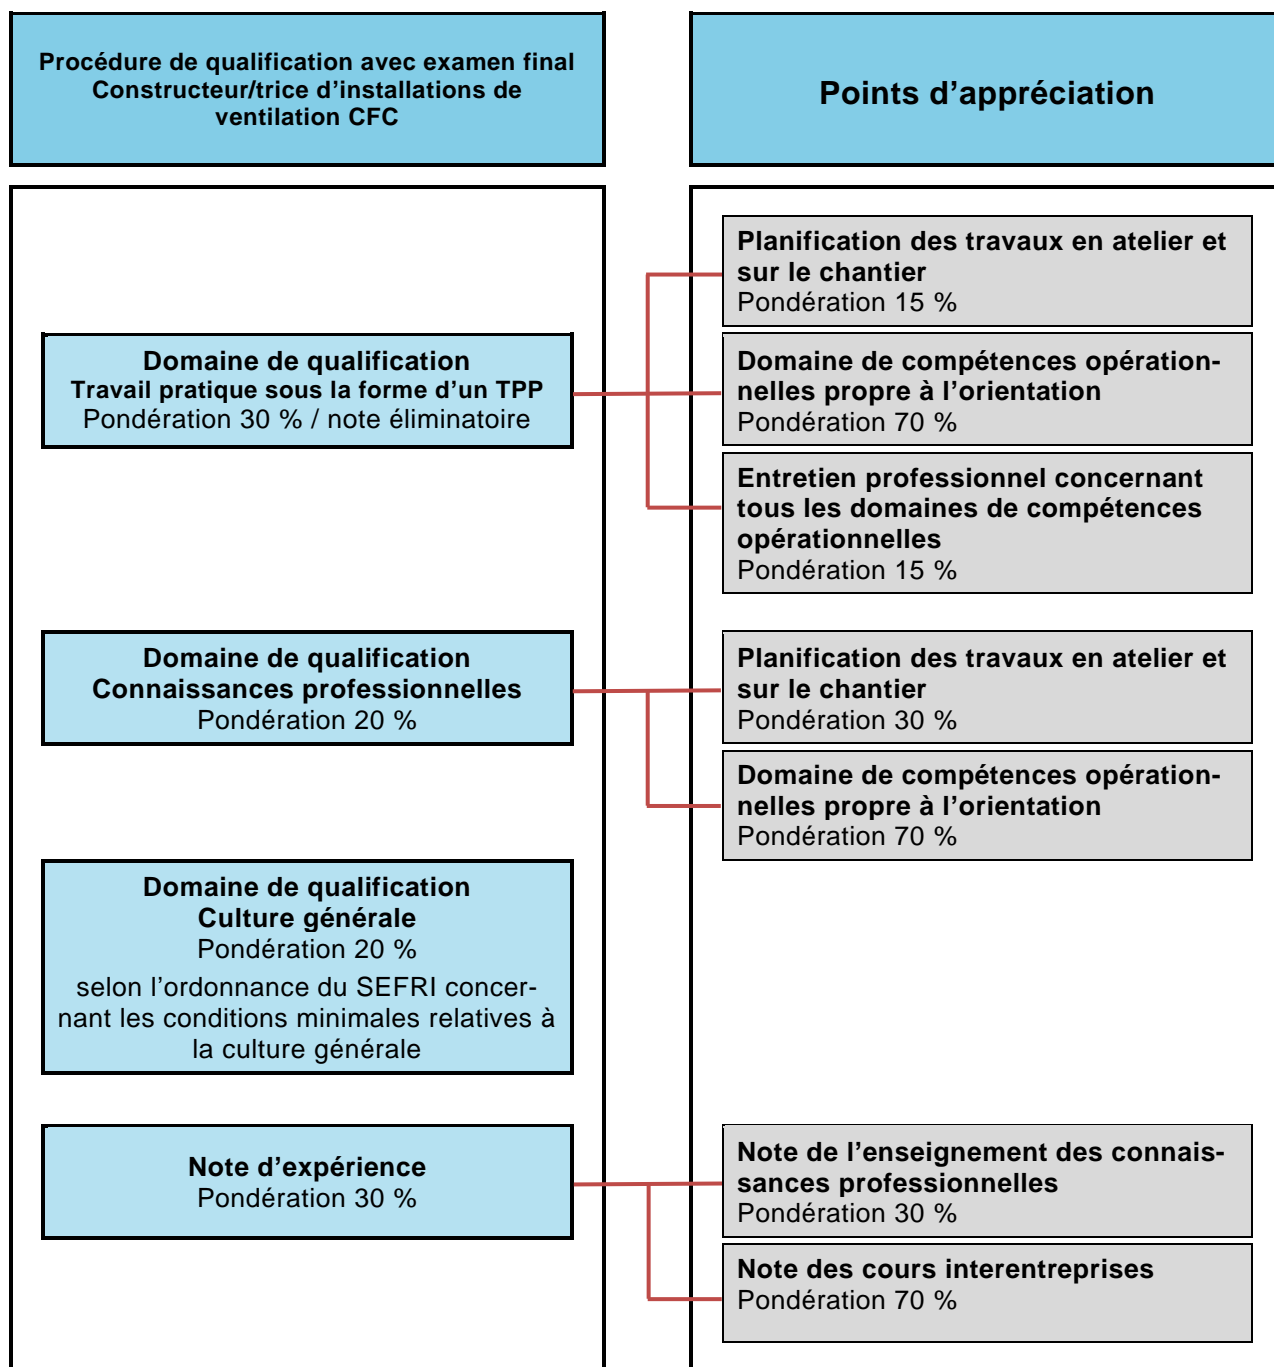 Procédure de qualification avec examen final
Constructeur/trice d’installations de
ventilation CFC
Points d’appréciation
Domaine de qualification
Travail pratique sous la forme d’un TPP
Pondération 30 % / note éliminatoire
Planification des travaux en atelier et
sur le chantier
Pondération 15 %
Domaine de compétences opération-
nelles propre à l’orientation
Pondération 70 %
Entretien professionnel concernant
tous les domaines de compétences
opérationnelles
Pondération 15 %
Domaine de qualification
Connaissances professionnelles
Pondération 20 %
Planification des travaux en atelier et
sur le chantier
Pondération 30 %
Domaine de compétences opération-
nelles propre à l’orientation
Pondération 70 %
Domaine de qualification
Culture générale
Pondération 20 %
selon l’ordonnance du SEFRI concer-
nant les conditions minimales relatives à
la culture générale
Note d’expérience
Pondération 30 %
Note de l’enseignement des connais-
sances professionnelles
Pondération 30 %
Note des cours interentreprises
Pondération 70 %